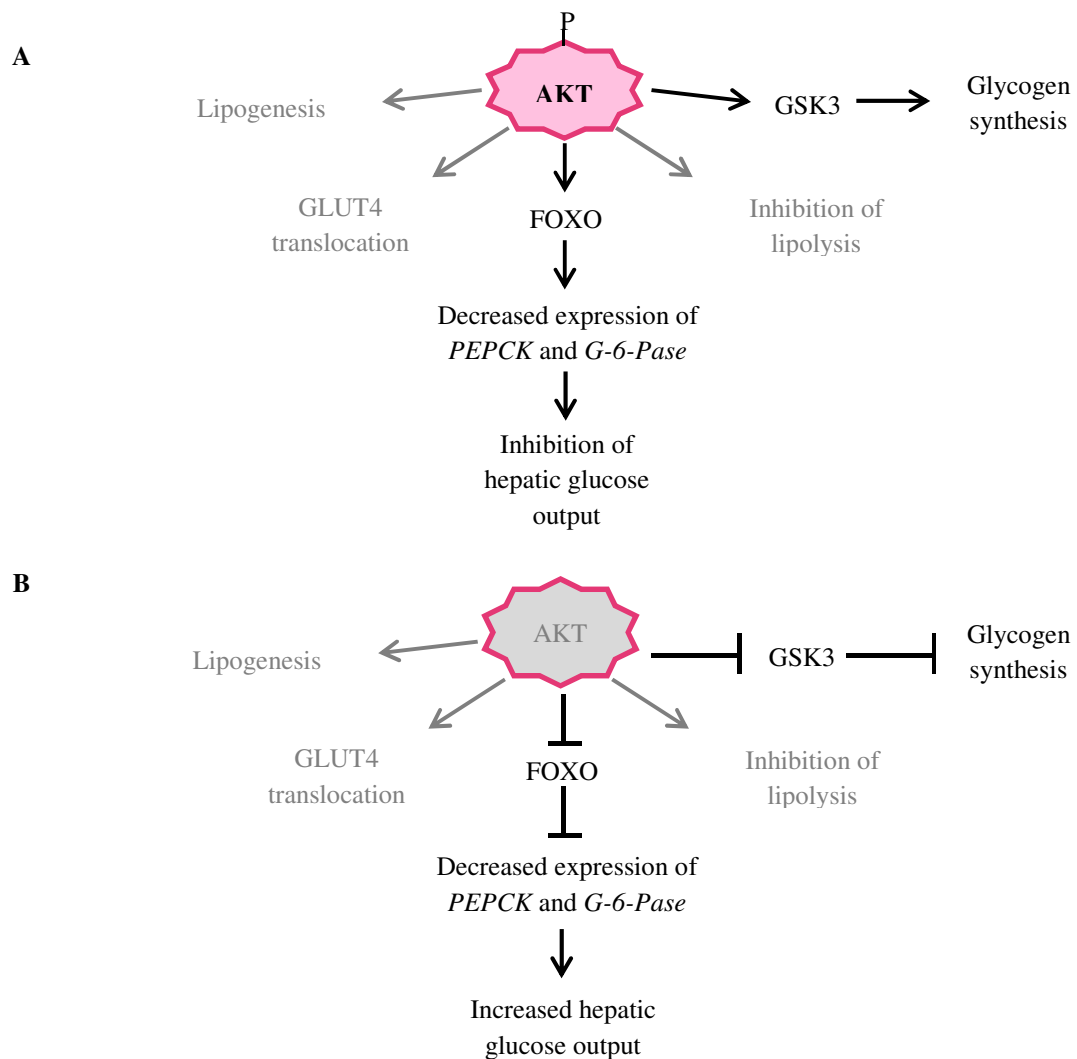 A
P
AKT
Lipogenesis
GSK3
Glycogen
synthesis
GLUT4
translocation
FOXO
Inhibition of
lipolysis
Decreased expression of
PEPCK and G-6-Pase
Inhibition of
hepatic glucose
output
B
AKT
Lipogenesis
GSK3
Glycogen
synthesis
GLUT4
translocation
FOXO
Inhibition of
lipolysis
Decreased expression of
PEPCK and G-6-Pase
Increased hepatic
glucose output